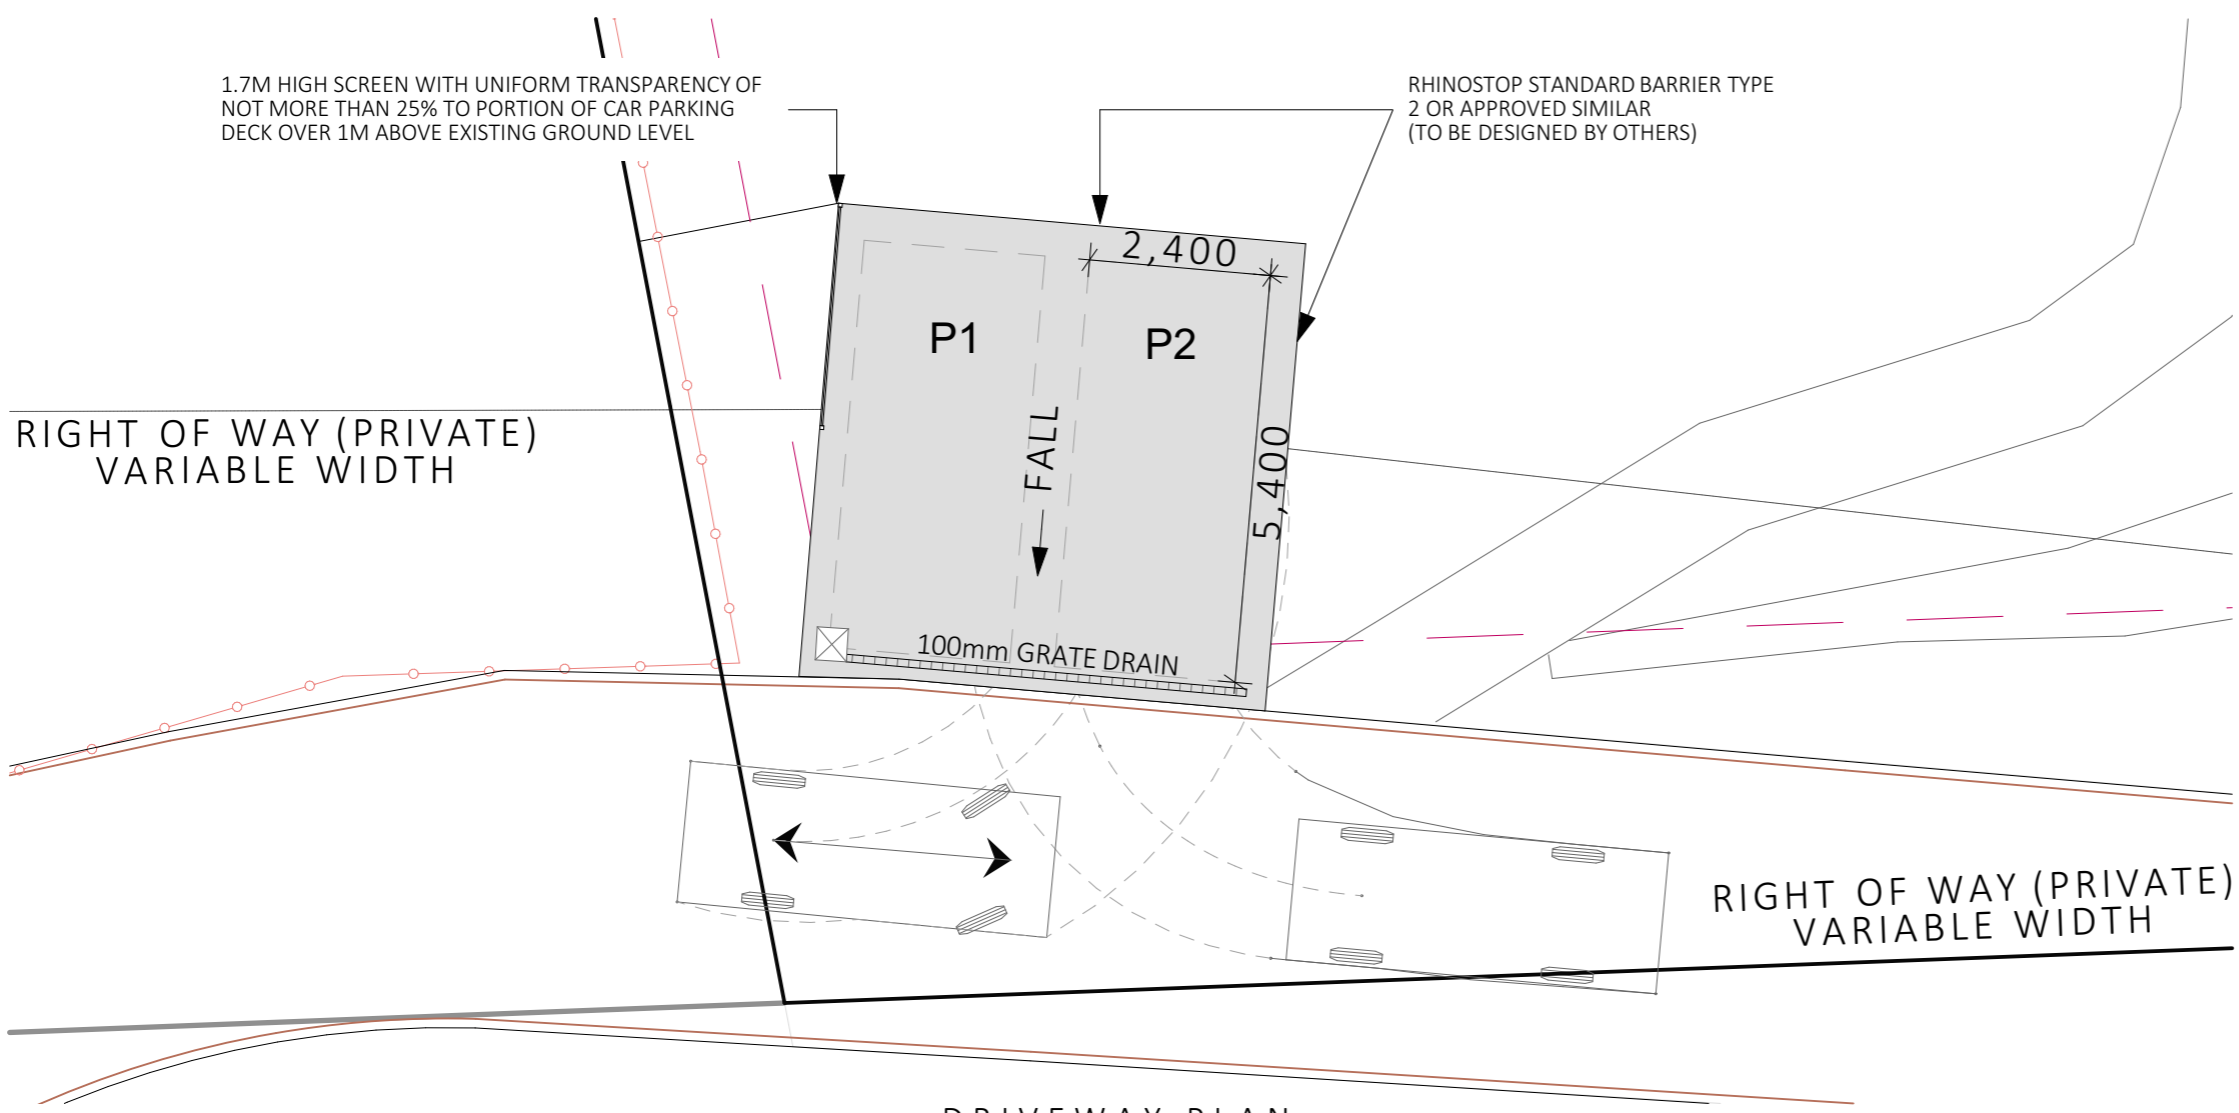 1.7M HIGH SCREEN WITH UNIFORM TRANSPARENCY OF
NOT MORE THAN 25% TO PORTION OF CAR PARKING
DECK OVER 1M ABOVE EXISTING GROUND LEVEL
RHINOSTOP STANDARD BARRIER TYPE
2 OR APPROVED SIMILAR
(TO BE DESIGNED BY OTHERS)
2,400
P1
P2
FALL
5,400
RIGHT OF WAY (PRIVATE)
VARIABLE WIDTH
100mm GRATE DRAIN
RIGHT OF WAY (PRIVATE)
VARIABLE WIDTH
DRIVEWAY PLAN